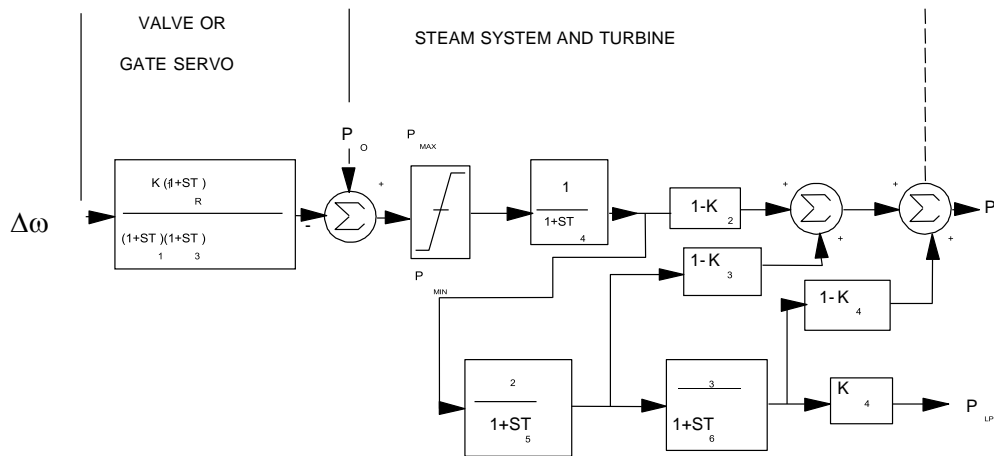 VALVE OR
GATE SERVO
STEAM SYSTEM AND TURBINE
P O
P MAX
K (1+ST R)
(1+ST 1)(1+ST 3)
Δω
Σ
+
-
1
1+ST 4
1-K 2
+
Σ
+
+
Σ
+
P
P MIN
1-K 3
1-K 4
2
1+ST 5
3
1+ST 6
K 4
P LP